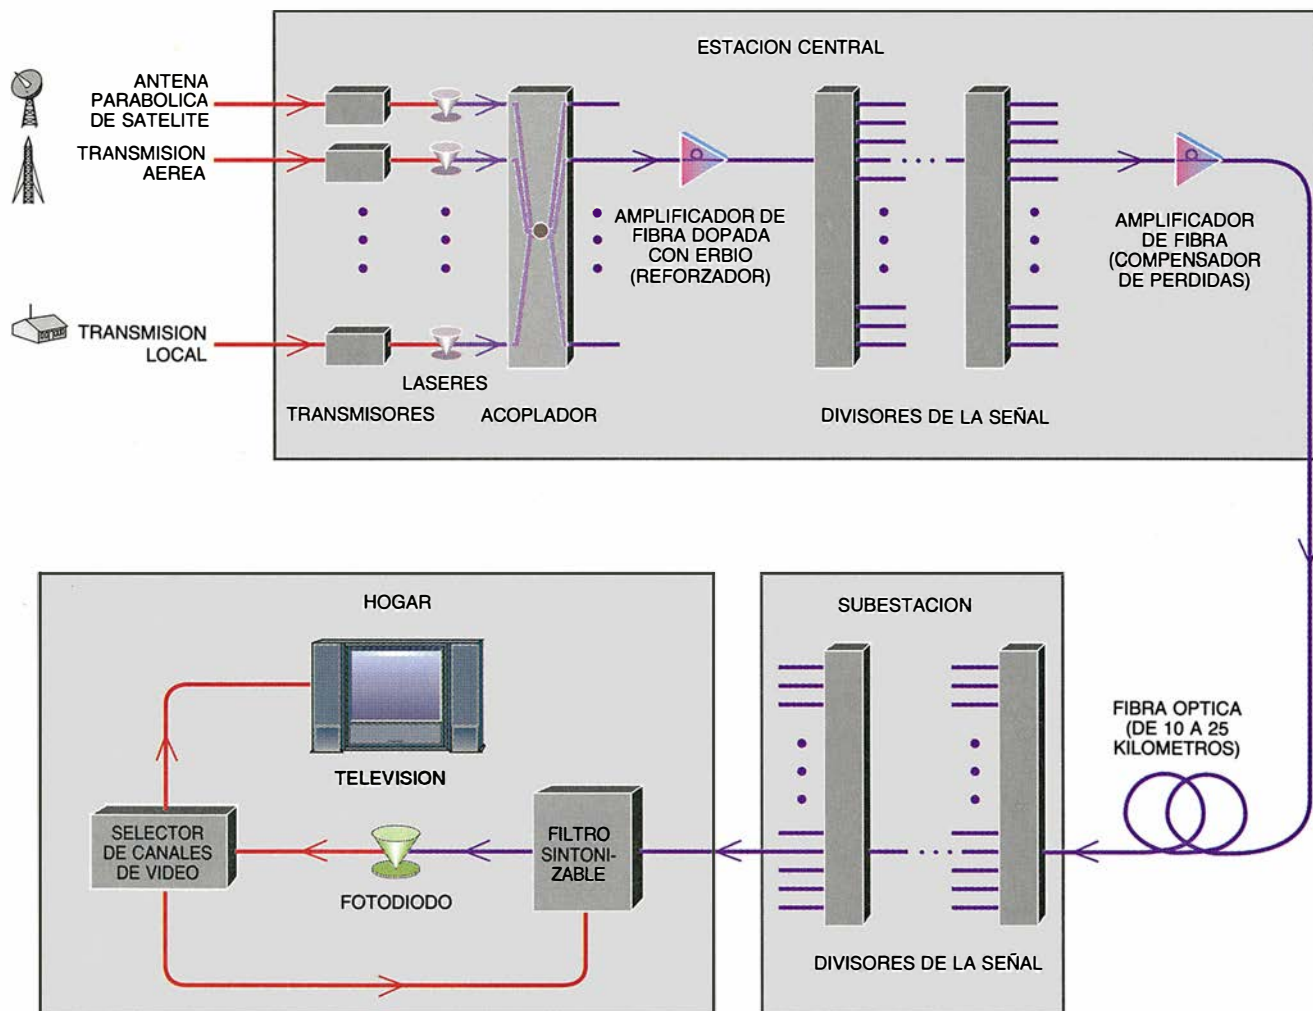 ESTACION CENTRAL
ANTENA
PARABOLICA
DE SATELITE
TRANSMISION
AEREA
TRANSMISION
LOCAL
LASERES
TRANSMISORES
ACOPLADOR
AMPLIFICADOR DE
FIBRA DOPADA
CON ERBIO
(REFORZADOR)
DIVISORES DE LA SEÑAL
AMPLIFICADOR
DE FIBRA
(COMPENSADOR
DE PERDIDAS)
HOGAR
TELEVISION
SELECTOR
DE CANALES
DE VIDEO
FOTODIODO
FILTRO
SINTONI-
ZABLE
SUBESTACION
DIVISORES DE LA SEÑAL
FIBRA OPTICA
(DE 10 A 25
KILOMETROS)